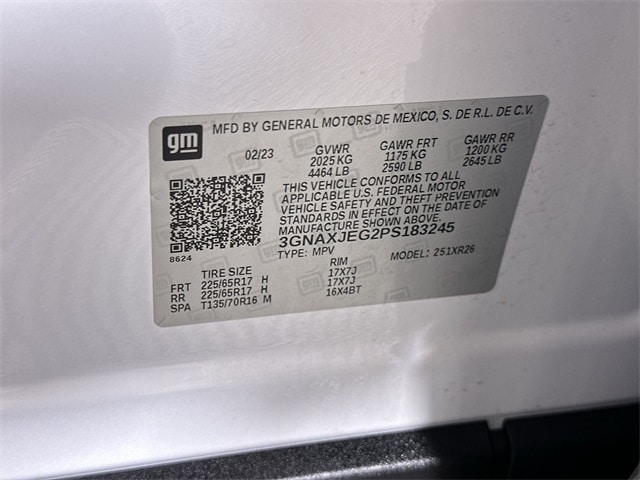 gm MFD BY GENERAL MOTORS DE MEXICO, S. DE R.L. DE C.V.
02/23 GVWR GAWR FRT GAWR RR
2025 KG 1175 KG 1200 KG
4464 LB 2590 LB 2645 LB
THIS VEHICLE CONFORMS TO ALL
APPLICABLE U.S. FEDERAL MOTOR
VEHICLE SAFETY AND THEFT PREVENTION
STANDARDS IN EFFECT ON THE DATE OF
MANUFACTURE SHOWN ABOVE.
3GNAXJEG2PS183245
8624
TYPE: MPV MODEL: 251XR26
TIRE SIZE RIM
FRT 225/65R17 H 17X7J
RR 225/65R17 H 17X7J
SPA T135/70R16 M 16X4BT